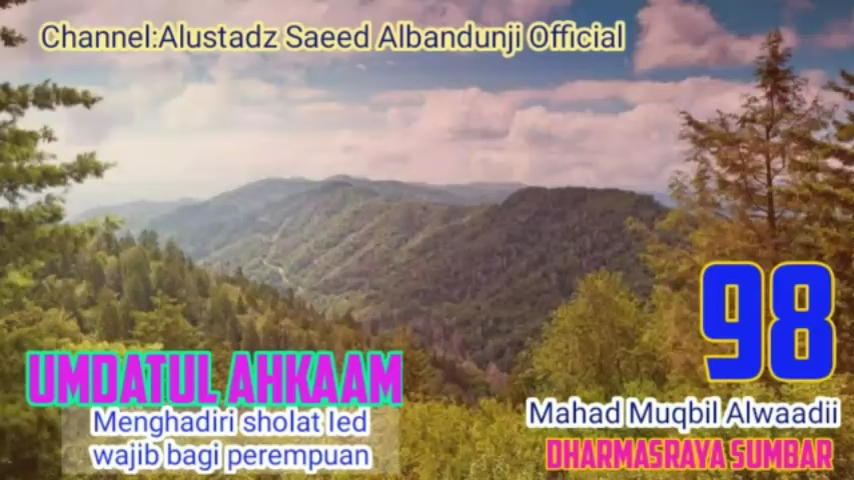 Channel:Alustadz Saeed Albandunji Official
98
UMDATUL AHKAAM
Menghadiri sholat Ied
wajib bagi perempuan
Mahad Muqbil Alwaadii
DHARMASRAYA SUMBAR